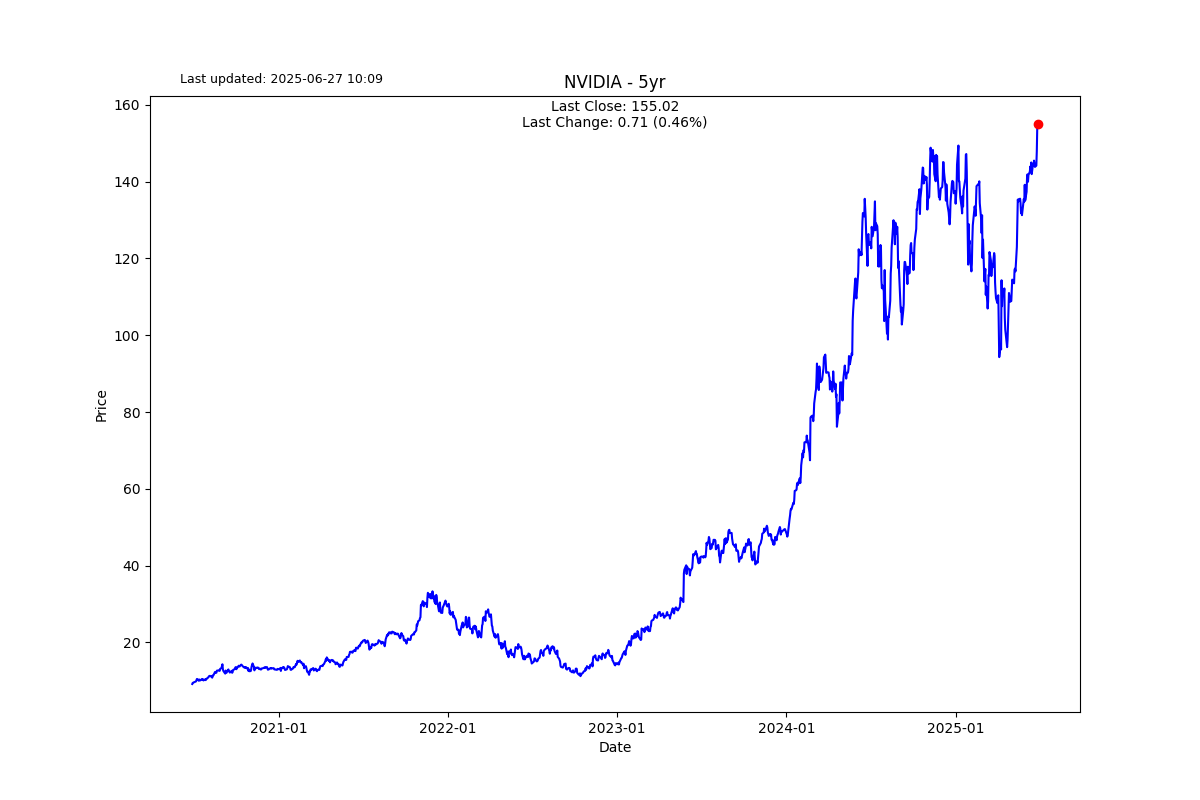 Last updated: 2025-06-27 10:09
NVIDIA - 5yr
Last Close: 155.02
Last Change: 0.71 (0.46%)
160
140
120
100
80
60
40
20
Price
2021-01
2022-01
2023-01
2024-01
2025-01
Date